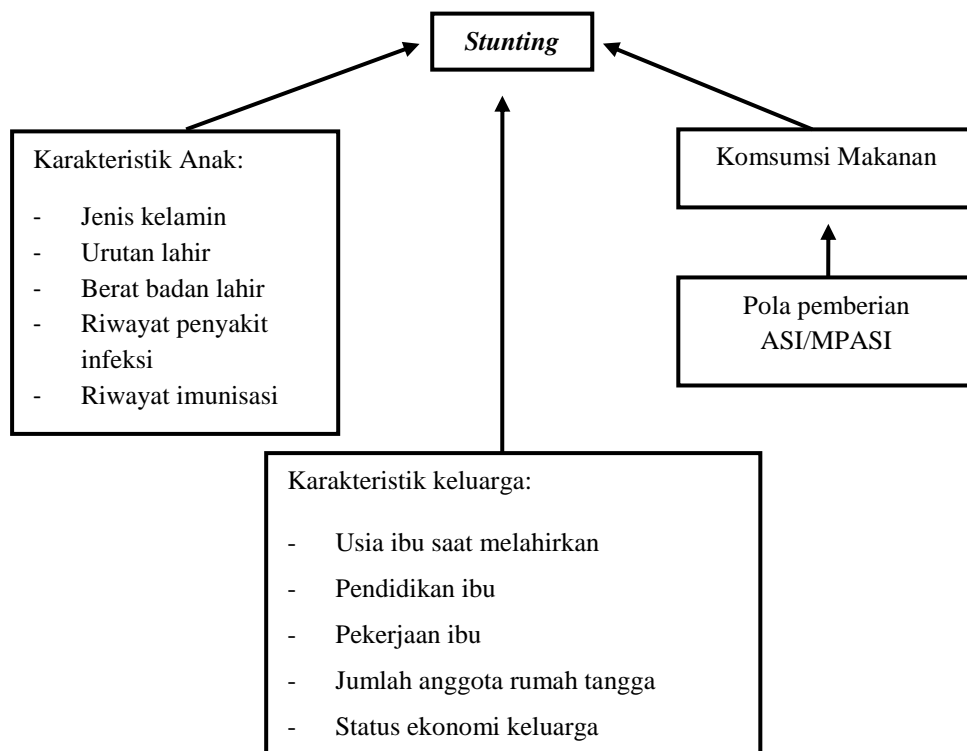 Stunting
Karakteristik Anak:
- Jenis kelamin
- Urutan lahir
- Berat badan lahir
- Riwayat penyakit
infeksi
- Riwayat imunisasi
Komsumsi Makanan
Pola pemberian
ASI/MPASI
Karakteristik keluarga:
- Usia ibu saat melahirkan
- Pendidikan ibu
- Pekerjaan ibu
- Jumlah anggota rumah tangga
- Status ekonomi keluarga